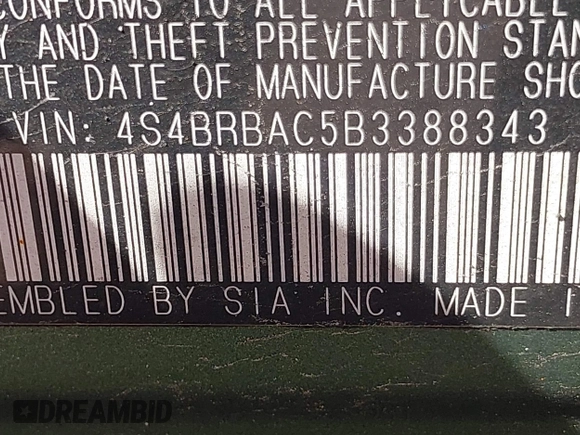 CONFORMS TO ALL APPLICABLE
Y AND THEFT PREVENTION STAN
THE DATE OF MANUFACTURE SHO
VIN: 4S4BRBAC5B3388343
EMBLED BY SIA INC. MADE I
DREAMBID